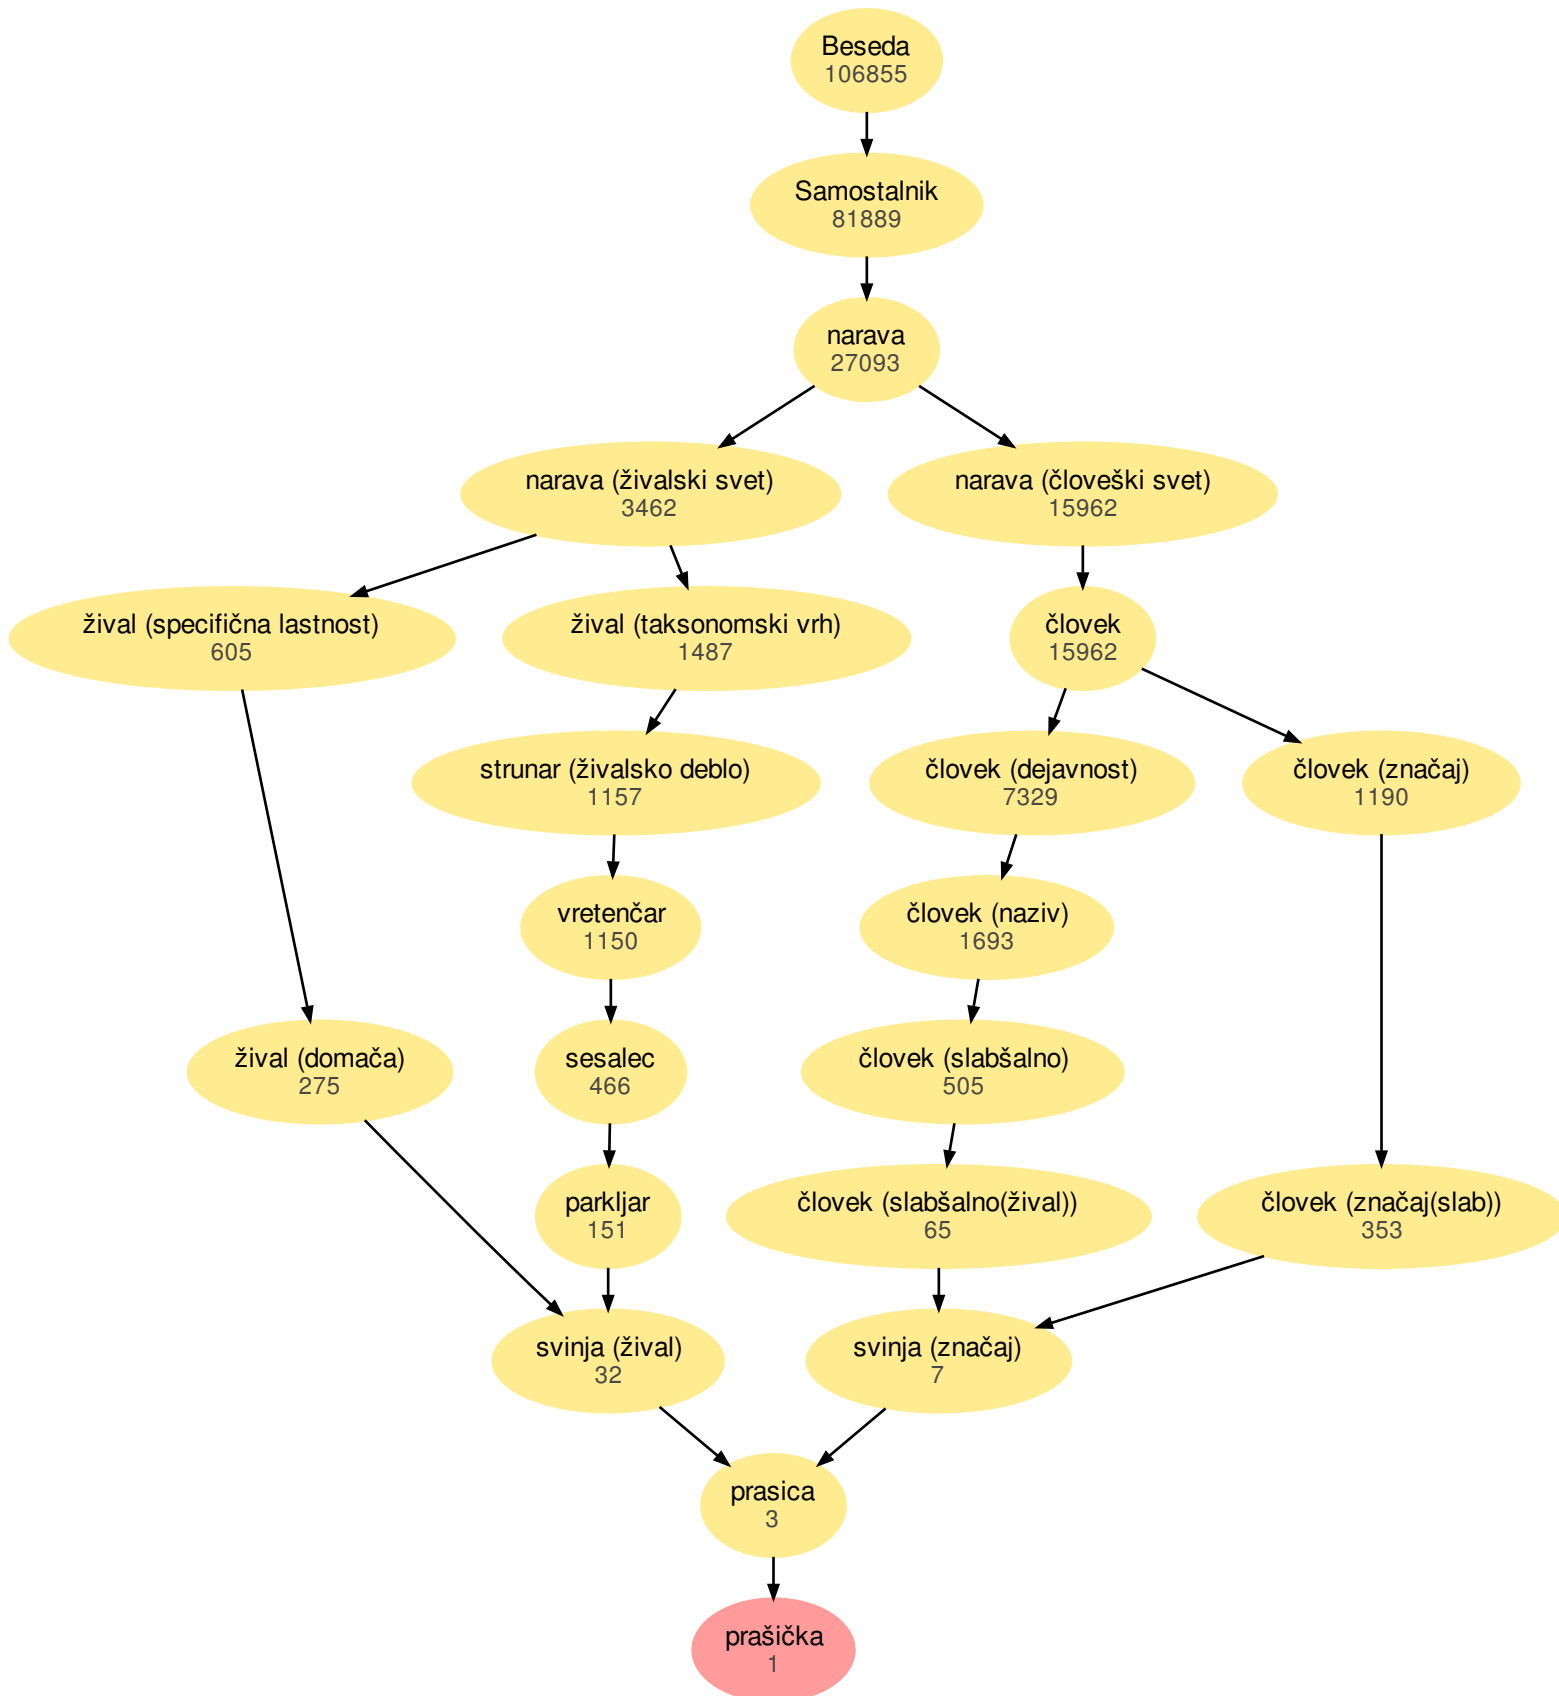 Beseda
106855
Samostalnik
81889
narava
27093
narava (živalski svet)
3462
narava (človeški svet)
15962
žival (specifična lastnost)
605
žival (taksonomski vrh)
1487
človek
15962
strunar (živalsko deblo)
1157
človek (dejavnost)
7329
človek (značaj)
1190
vretenčar
1150
človek (naziv)
1693
žival (domača)
275
sesalec
466
človek (slabšalno)
505
parkljar
151
človek (slabšalno(žival))
65
človek (značaj(slab))
353
svinja (žival)
32
svinja (značaj)
7
prasica
3
prašička
1